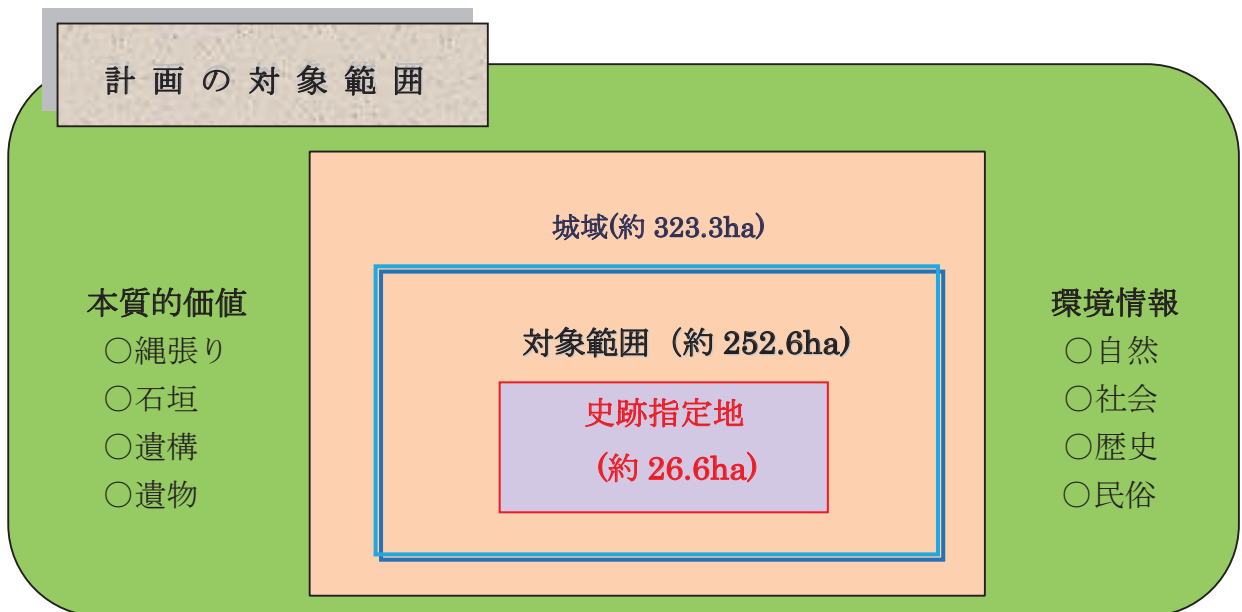 計画の対象範囲
城域(約 323.3ha)
本質的価値
○縄張り
○石垣
○遺構
○遺物
対象範囲（約 252.6ha)
史跡指定地
(約 26.6ha)
環境情報
○自然
○社会
○歴史
○民俗